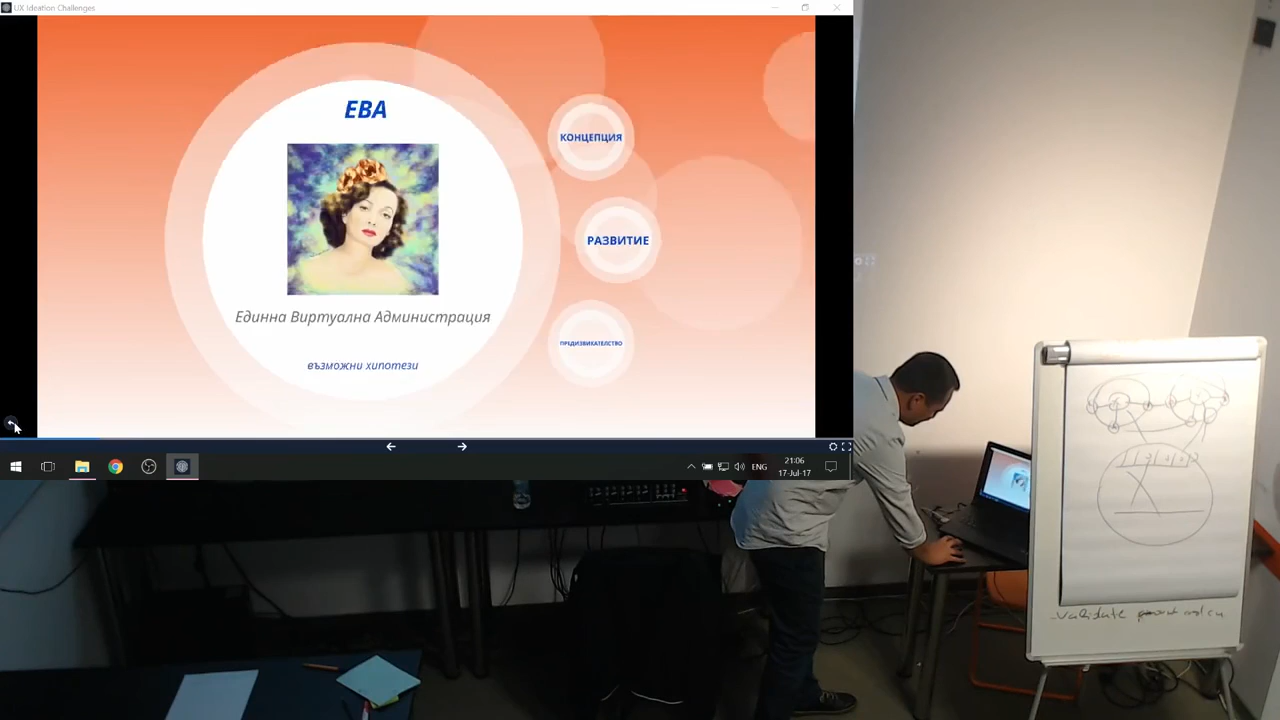 UX Ideation Challenges
ЕВА
Единна Виртуална Администрация
възможни хипотези
КОНЦЕПЦИЯ
РАЗВИТИЕ
ПРЕДИЗВИКАТЕЛСТВО
ENG
21:06
17-Jul-17
validate